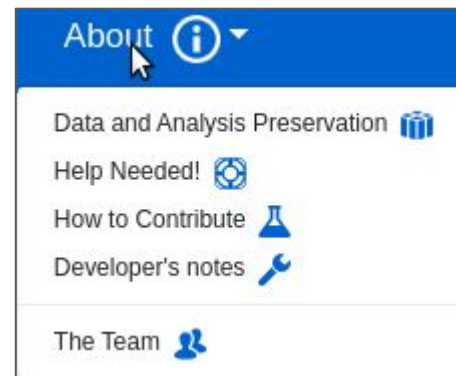 About
Data and Analysis Preservation
Help Needed!
How to Contribute
Developer's notes
The Team